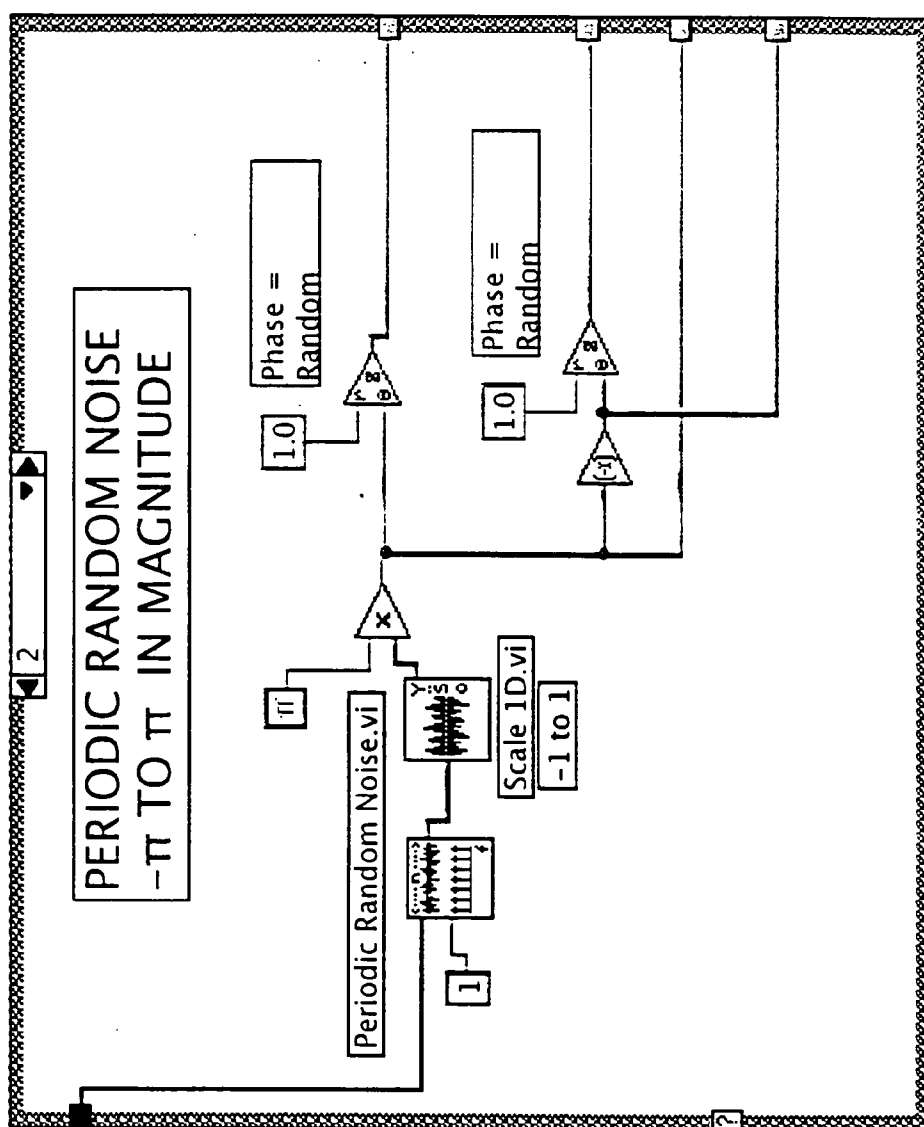 2
PERIODIC RANDOM NOISE
-π TO π IN MAGNITUDE
π
Periodic Random Noise.vi
1
Scale 1D.vi
-1 to 1
x
1.0
r
θ
Phase =
Random
(-x)
1.0
r
θ
Phase =
Random
?